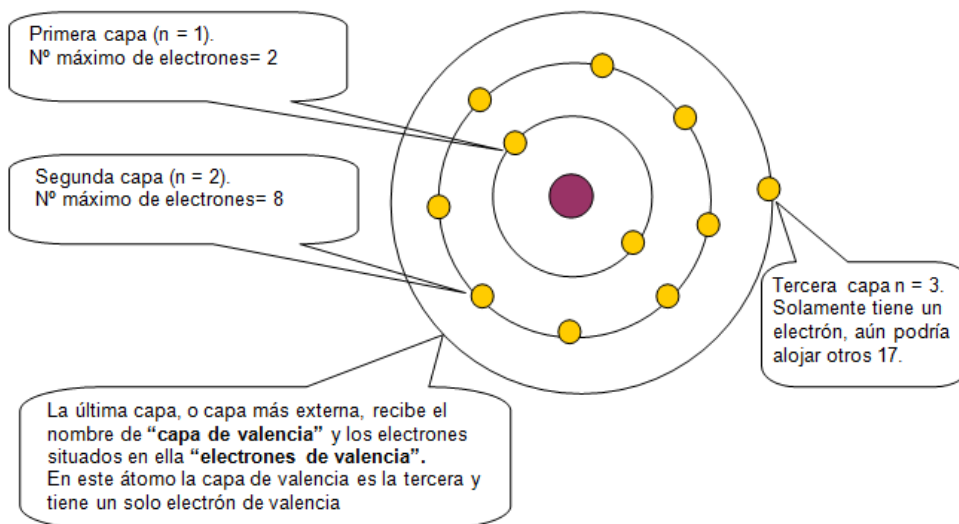 Primera capa (n = 1).
Nº máximo de electrones= 2
Segunda capa (n = 2).
Nº máximo de electrones= 8
Tercera capa n = 3.
Solamente tiene un
electrón, aún podría
alojar otros 17.
La última capa, o capa más externa, recibe el
nombre de “capa de valencia” y los electrones
situados en ella “electrones de valencia”.
En este átomo la capa de valencia es la tercera y
tiene un solo electrón de valencia